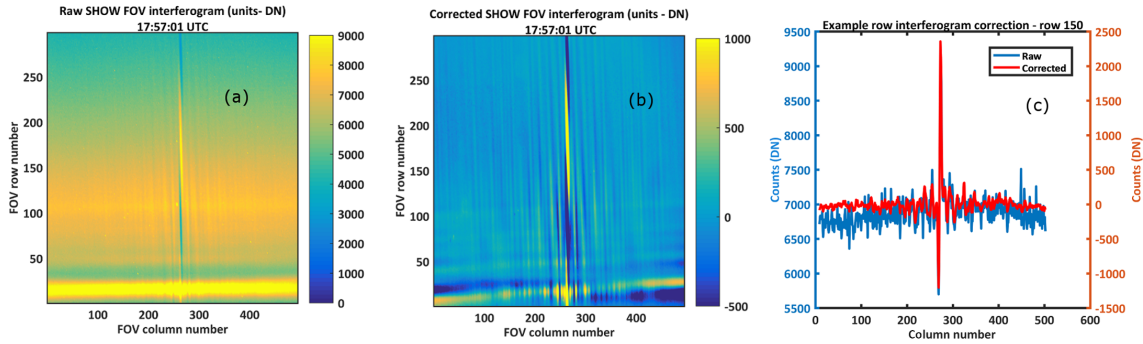 Raw SHOW FOV interferogram (units- DN)
17:57:01 UTC
(a)
250
200
150
100
50
FOV row number
100 200 300 400
FOV column number
9000
8000
7000
6000
5000
4000
3000
2000
1000
0
Corrected SHOW FOV interferogram (units - DN)
17:57:01 UTC
(b)
250
200
150
100
50
FOV row number
100 200 300 400
FOV column number
1000
500
0
-500
Example row interferogram correction - row 150
Raw
Corrected
(c)
9500
9000
8500
8000
7500
7000
6500
6000
5500
Counts (DN)
0 100 200 300 400 500 600
Column number
2500
2000
1500
1000
500
0
-500
-1000
-1500
Counts (DN)